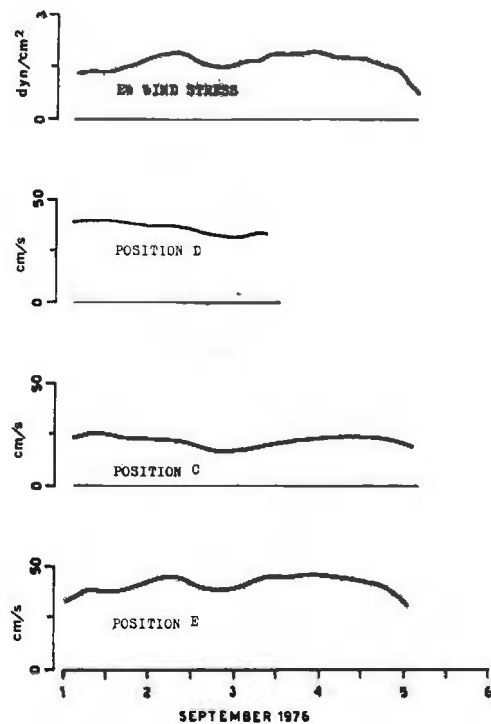 3
dyn/cm²
0
EW WIND STRESS
50
cm/s
0
POSITION D
50
cm/s
0
POSITION C
50
cm/s
0
POSITION E
1 2 3 4 5 6
SEPTEMBER 1976